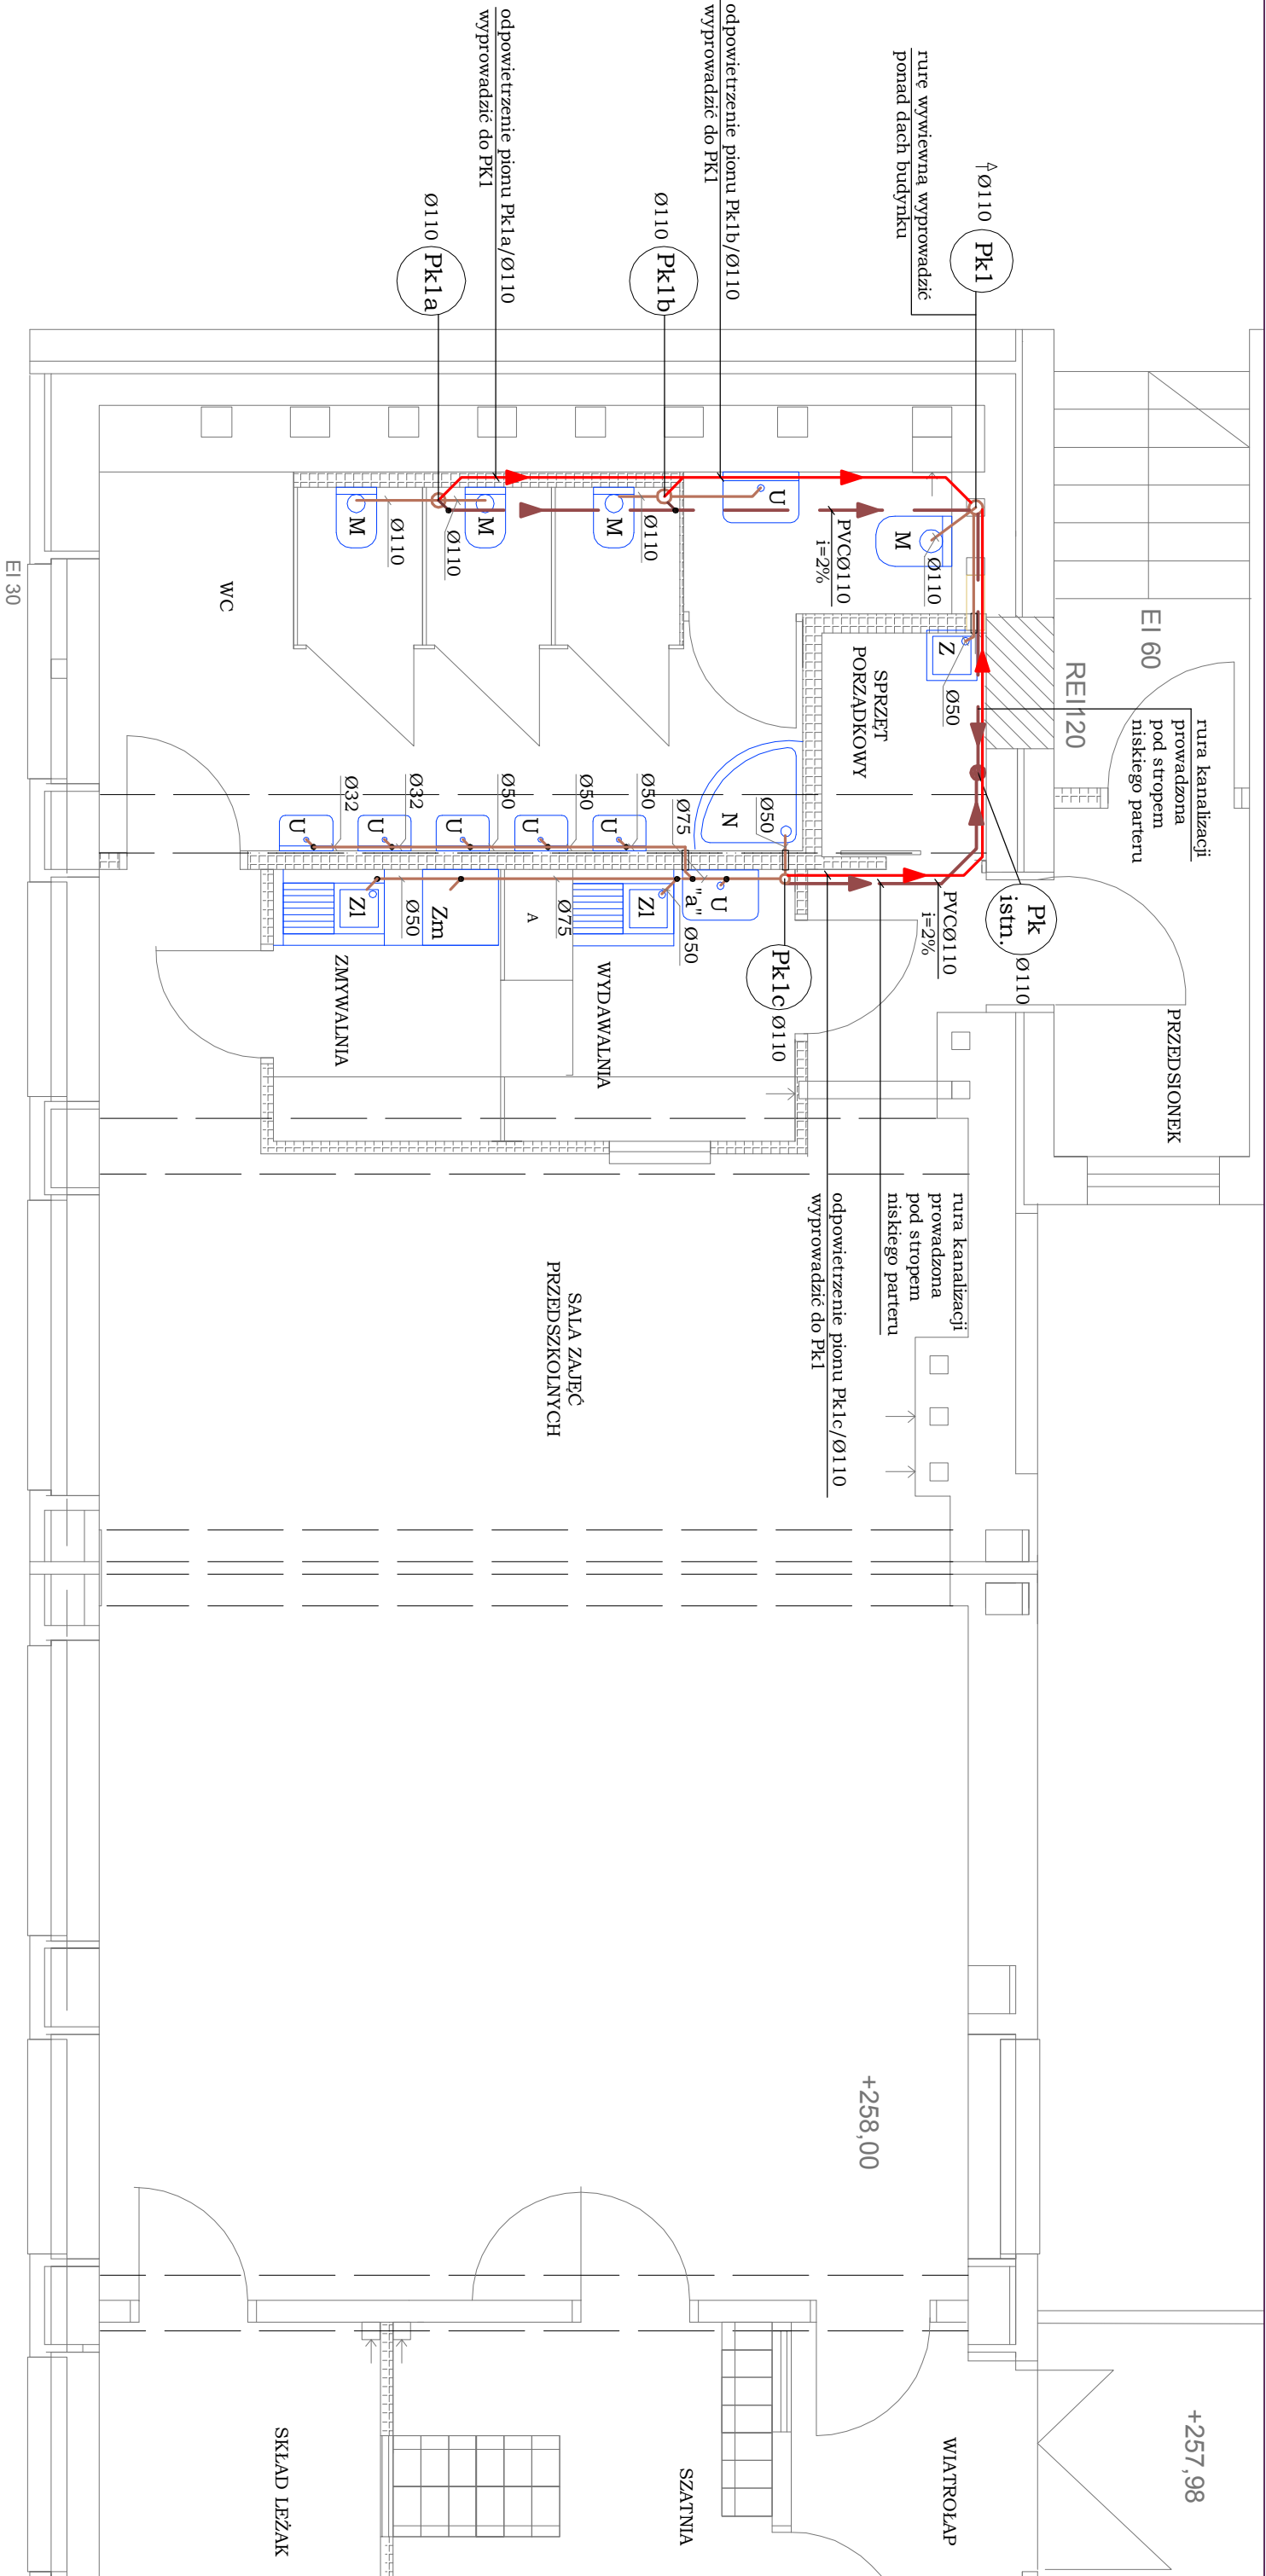 rurę wywiewną wyprowadzić
ponad dach budynku
Ø110
Pk1
odpowietrzenie pionu Pk1b/Ø110
wyprowadzić do PK1
Ø110
Pk1b
odpowietrzenie pionu Pk1a/Ø110
wyprowadzić do PK1
Ø110
Pk1a
EI 60
REI120
rura kanalizacji
prowadzona
pod stropem
niskiego parteru
Pk
istn.
Ø110
PRZEDSIONEK
M
Ø110
Z
Ø50
PVCØ110
i=2%
U
SPRZĘT
PORZĄDKOWY
M
Ø110
M
Ø110
M
Ø110
WC
EI 30
N
Ø50
Ø75
Ø50
Ø50
Ø50
Ø32
Ø32
U
U
U
U
U
PVCØ110
i=2%
Pk1c
Ø110
U
"a"
Zl
Ø50
Ø75
A
Zm
Ø50
Zl
WYDAWALNIA
ZMYWALNIA
rura kanalizacji
prowadzona
pod stropem
niskiego parteru
odpowietrzenie pionu Pk1c/Ø110
wyprowadzić do Pk1
SALA ZAJĘĆ
PRZEDSZKOLNYCH
+258,00
+257,98
WIATROŁAP
SZATNIA
SKŁAD LEŻAK